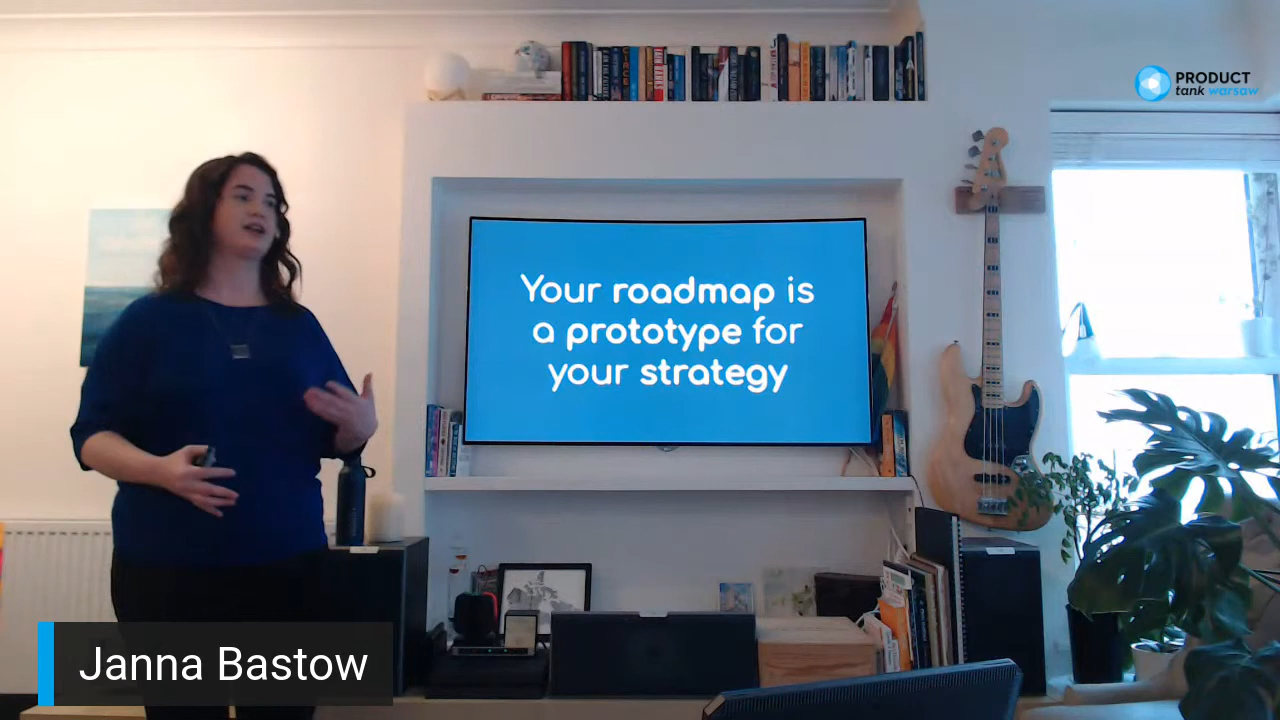 PRODUCT
tank warsaw
Your roadmap is
a prototype for
your strategy
Janna Bastow